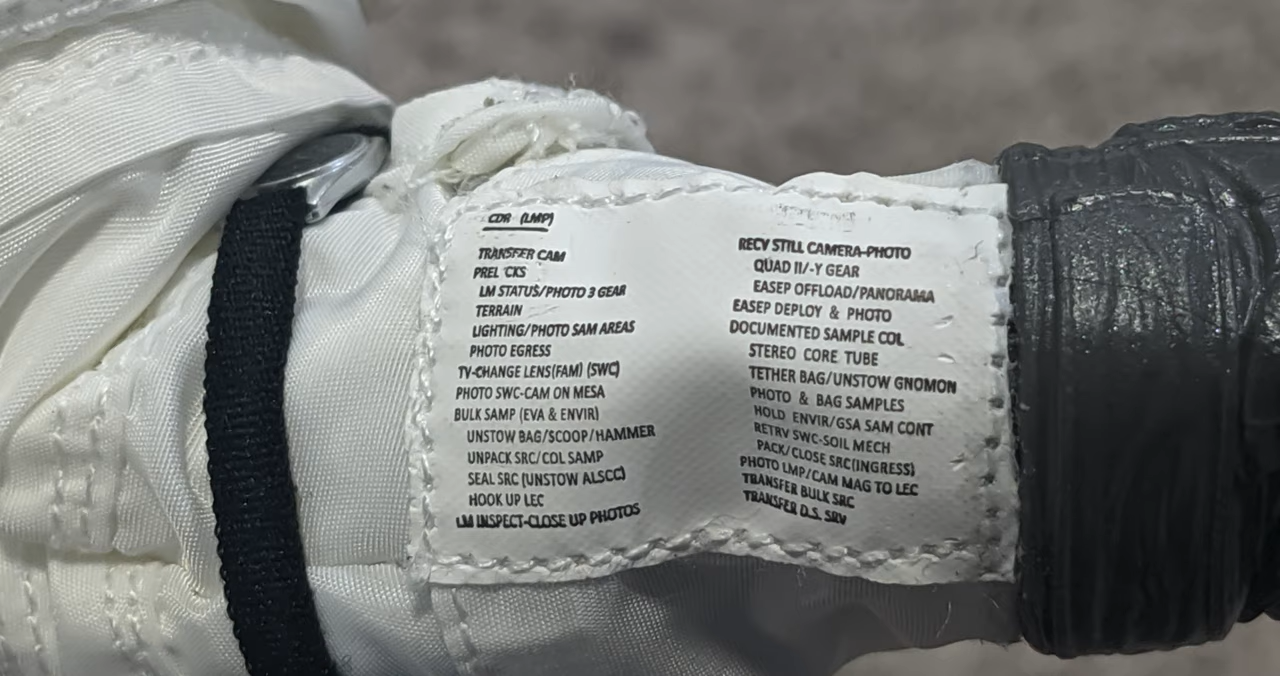 CDR (LMP)
TRANSFER CAM
PREL CKS
LM STATUS/PHOTO 3 GEAR
TERRAIN
LIGHTING/PHOTO SAM AREAS
PHOTO EGRESS
TV-CHANGE LENS(FAM) (SWC)
PHOTO SWC-CAM ON MESA
BULK SAMP (EVA & ENVIR)
UNSTOW BAG/SCOOP/HAMMER
UNPACK SRC/COL SAMP
SEAL SRC (UNSTOW ALSCC)
HOOK UP LEC
LM INSPECT-CLOSE UP PHOTOS
RECV STILL CAMERA-PHOTO
QUAD II/-Y GEAR
EASEP OFFLOAD/PANORAMA
EASEP DEPLOY & PHOTO
DOCUMENTED SAMPLE COL
STEREO CORE TUBE
TETHER BAG/UNSTOW GNOMON
PHOTO & BAG SAMPLES
HOLD ENVIR/GSA SAM CONT
RETRV SWC-SOIL MECH
PACK/CLOSE SRC(INGRESS)
PHOTO LMP/CAM MAG TO LEC
TRANSFER BULK SRC
TRANSFER D.S. SRV